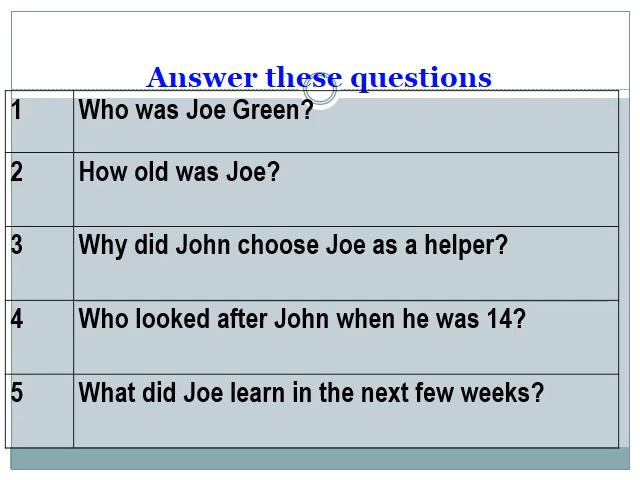 Answer these questions
1 Who was Joe Green?
2 How old was Joe?
3 Why did John choose Joe as a helper?
4 Who looked after John when he was 14?
5 What did Joe learn in the next few weeks?